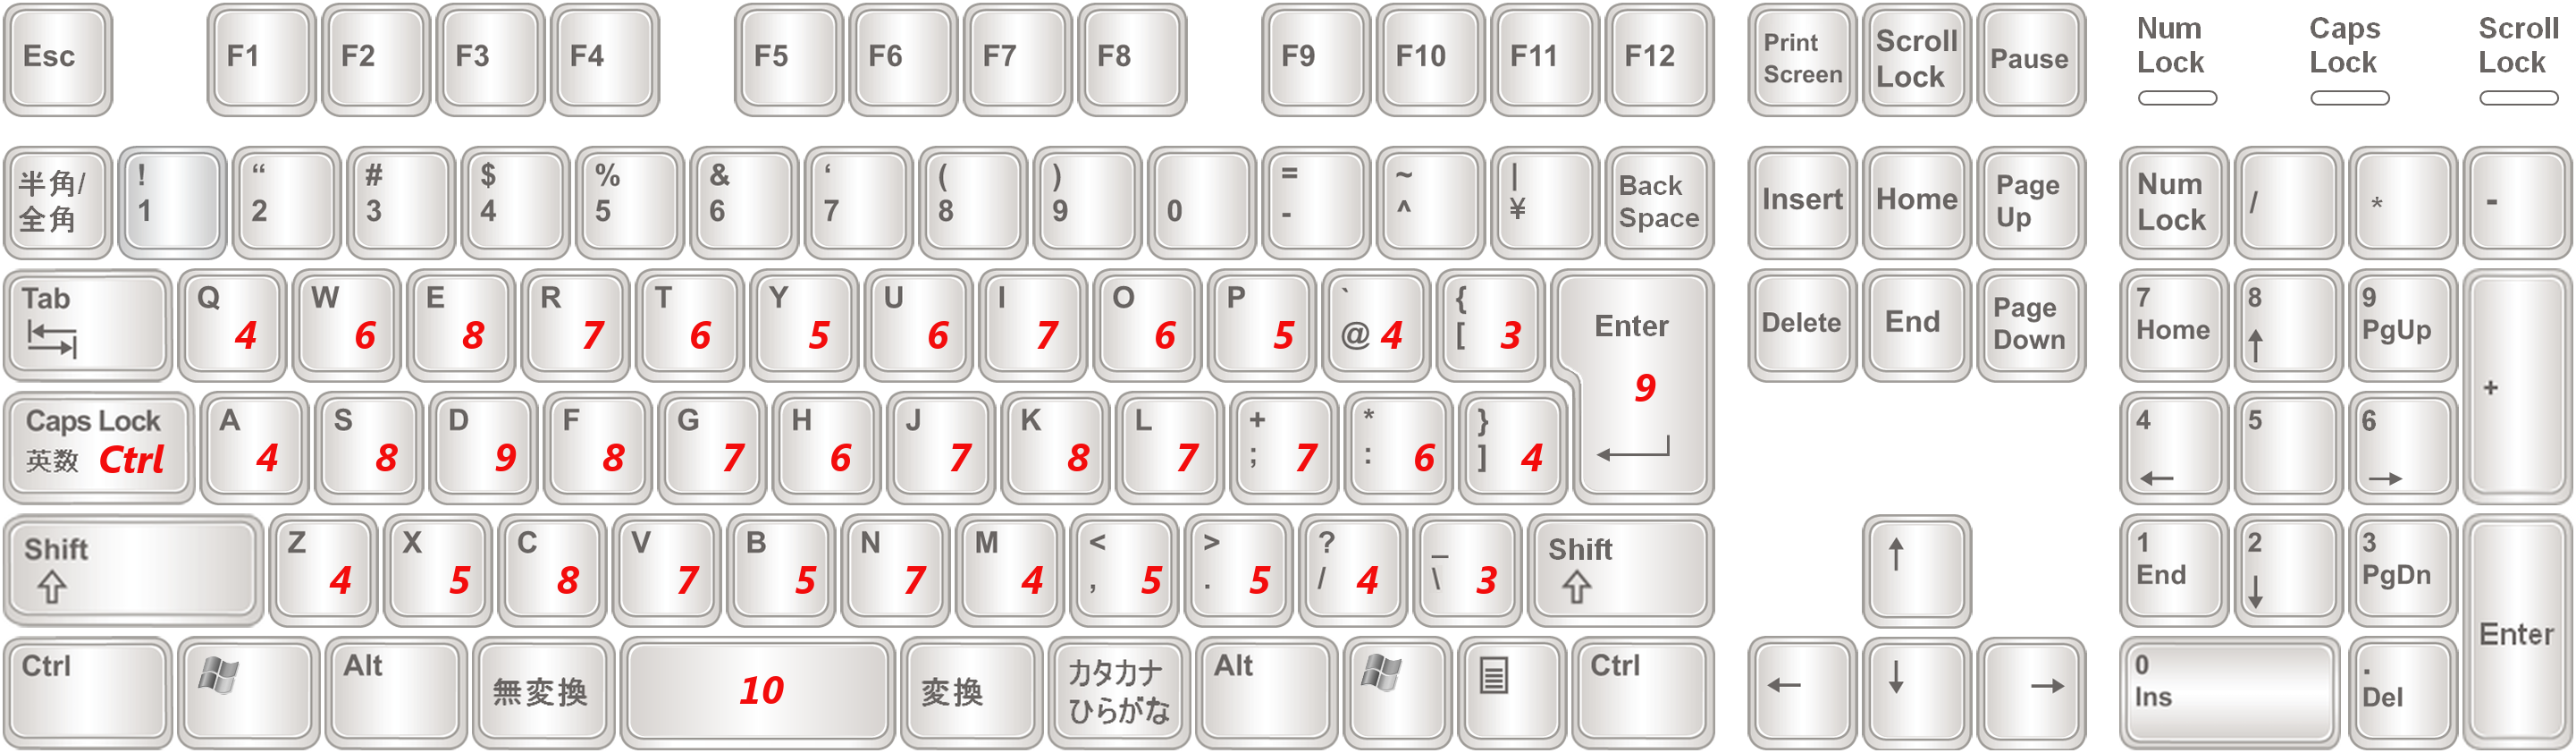 Esc F1 F2 F3 F4 F5 F6 F7 F8 F9 F10 F11 F12 Print Screen Scroll Lock Pause Num Lock Caps Lock Scroll Lock
半角/全角 ! 1 “ 2 # 3 $ 4 % 5 & 6 ‘ 7 ( 8 ) 9 0 = - ~ ^ | ¥ Back Space Insert Home Page Up Num Lock / * -
Tab Q 4 W 6 E 8 R 7 T 6 Y 5 U 6 I 7 O 6 P 5 ` @ 4 { [ 3 Enter 9 Delete End Page Down 7 Home 8 ↑ 9 PgUp +
Caps Lock 英数 Ctrl A 4 S 8 D 9 F 8 G 7 H 6 J 7 K 8 L 7 + ; 7 * : 6 } ] 4 4 ← 5 6 →
Shift Z 4 X 5 C 8 V 7 B 5 N 7 M 4 < , 5 > . 5 ? / 4 _ \ 3 Shift ↑ 1 End 2 ↓ 3 PgDn Enter
Ctrl Alt 無変換 10 変換 カタカナ ひらがな Alt Ctrl ← ↓ → 0 Ins . Del